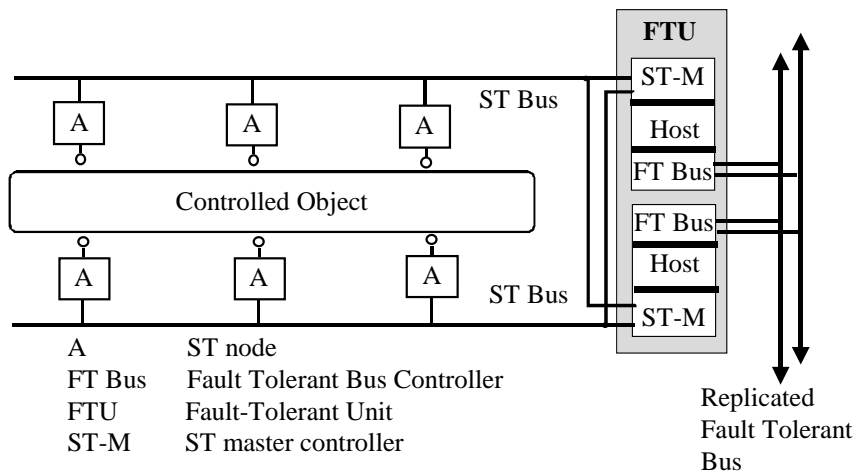 FTU
ST-M
ST Bus
A A A
Host
FT Bus
Controlled Object
FT Bus
A A A
Host
ST Bus
ST-M
A ST node
FT Bus Fault Tolerant Bus Controller
FTU Fault-Tolerant Unit
ST-M ST master controller
Replicated
Fault Tolerant
Bus